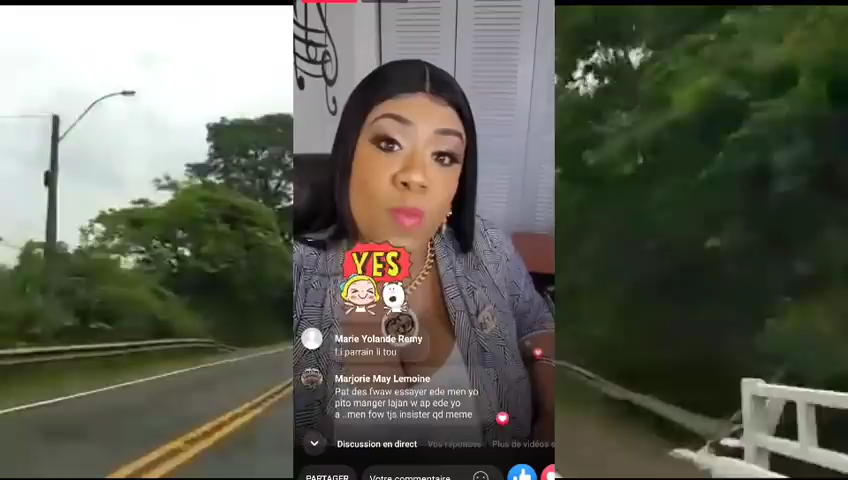 YES
Marie Yolande Remy
f.i parrain li tou
Marjorie May Lemoine
Pat des fwaw essayer ede men yo
pito manger lajan w ap ede yo
a ..men fow tjs insister qd meme
Discussion en direct Vos réponses Plus de vidéos e
PARTAGER Votre commentaire